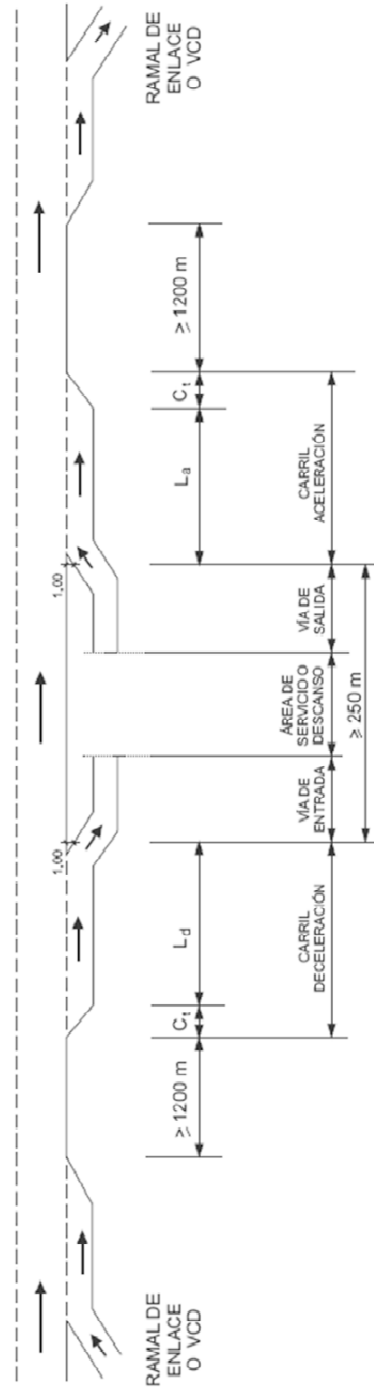 RAMAL DE
ENLACE
O VCD
≥ 1200 m
Ct
Ld
1,00
1,00
La
Ct
≥ 1200 m
RAMAL DE
ENLACE
O VCD
CARRIL
DECELERACIÓN
VÍA DE
ENTRADA
ÁREA DE
SERVICIO O
DESCANSO
VÍA DE
SALIDA
CARRIL
ACELERACIÓN
≥ 250 m